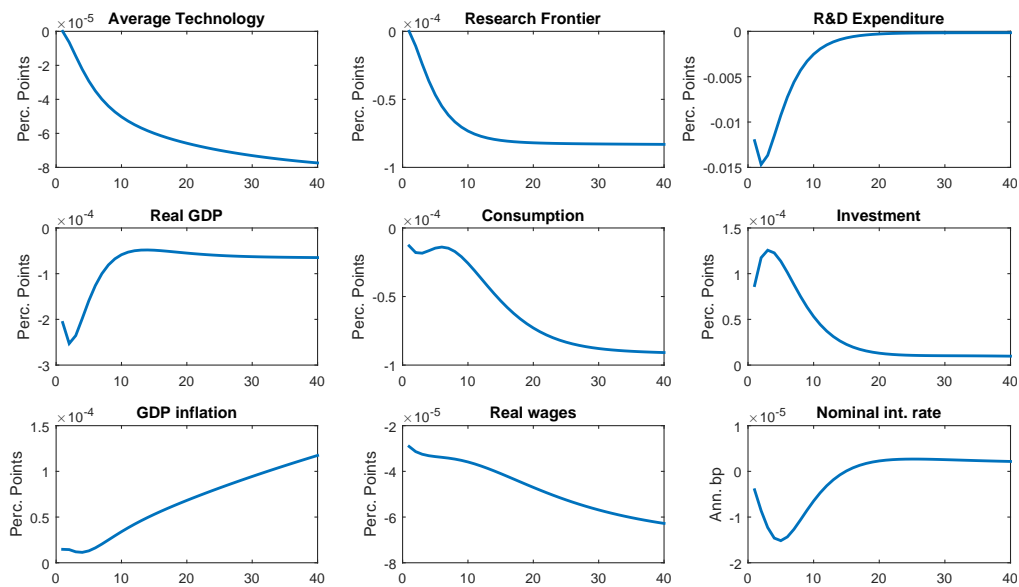 Average Technology
×10^-5
Perc. Points
0
-2
-4
-6
-8
0 10 20 30 40
Research Frontier
×10^-4
Perc. Points
0
-0.5
-1
0 10 20 30 40
R&D Expenditure
Perc. Points
0
-0.005
-0.01
-0.015
0 10 20 30 40
Real GDP
×10^-4
Perc. Points
0
-1
-2
-3
0 10 20 30 40
Consumption
×10^-4
Perc. Points
0
-0.5
-1
0 10 20 30 40
Investment
×10^-4
Perc. Points
1.5
1
0.5
0
0 10 20 30 40
GDP inflation
×10^-4
Perc. Points
1.5
1
0.5
0
0 10 20 30 40
Real wages
×10^-5
Perc. Points
-2
-4
-6
-8
0 10 20 30 40
Nominal int. rate
×10^-5
Ann. bp
1
0
-1
-2
0 10 20 30 40